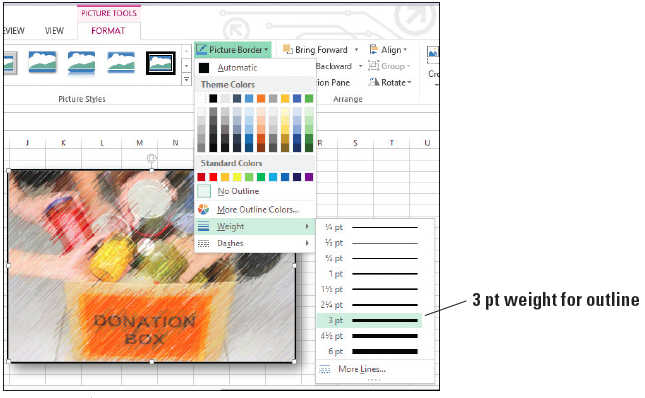 PICTURE TOOLS
EVIEW VIEW FORMAT
Picture Border Bring Forward Align
Automatic Backward Group
Theme Colors ion Pane Rotate Cro
Picture Styles Arrange
J K L M N R S T U
Standard Colors
No Outline
More Outline Colors...
Weight
Dashes
¼ pt
½ pt
¾ pt
1 pt
1½ pt
2¼ pt
3 pt
4½ pt
6 pt
More Lines...
3 pt weight for outline
DONATION
BOX